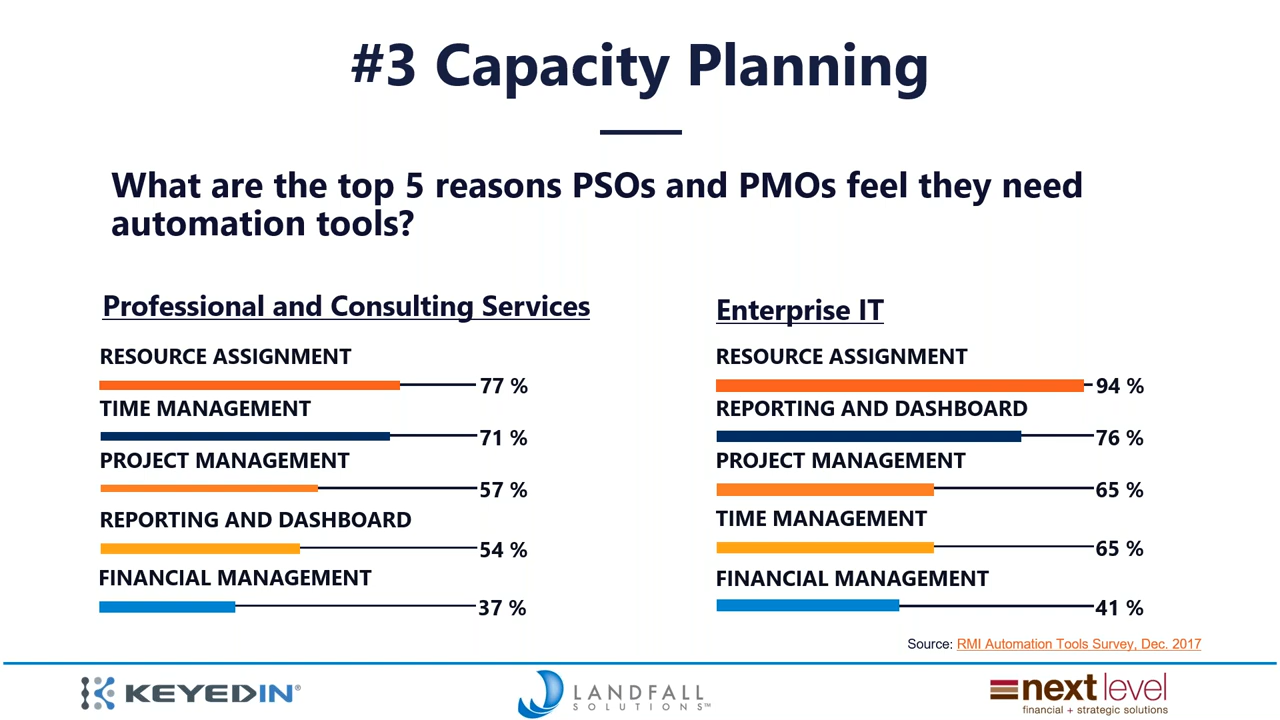 #3 Capacity Planning
What are the top 5 reasons PSOs and PMOs feel they need
automation tools?
Professional and Consulting Services
RESOURCE ASSIGNMENT
77 %
TIME MANAGEMENT
71 %
PROJECT MANAGEMENT
57 %
REPORTING AND DASHBOARD
54 %
FINANCIAL MANAGEMENT
37 %
Enterprise IT
RESOURCE ASSIGNMENT
94 %
REPORTING AND DASHBOARD
76 %
PROJECT MANAGEMENT
65 %
TIME MANAGEMENT
65 %
FINANCIAL MANAGEMENT
41 %
Source: RMI Automation Tools Survey, Dec. 2017
KEYEDIN®
LANDFALL
SOLUTIONS™
next level
financial + strategic solutions